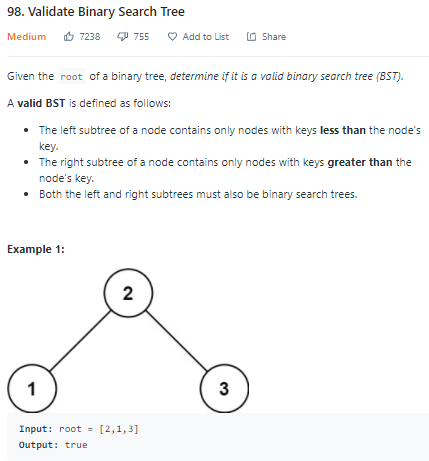 98. Validate Binary Search Tree
Medium 7238 755 Add to List Share
Given the root of a binary tree, determine if it is a valid binary search tree (BST).
A valid BST is defined as follows:
• The left subtree of a node contains only nodes with keys less than the node's
key.
• The right subtree of a node contains only nodes with keys greater than the
node's key.
• Both the left and right subtrees must also be binary search trees.
Example 1:
2
1 3
Input: root = [2,1,3]
Output: true